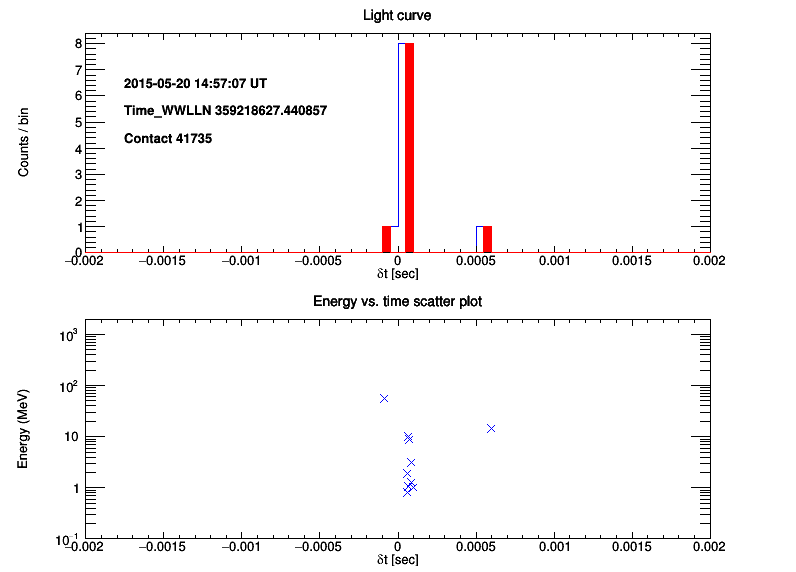 Light curve
8
7
6
5
4
3
2
1
0
Counts / bin
2015-05-20 14:57:07 UT
Time_WWLLN 359218627.440857
Contact 41735
−0.002 −0.0015 −0.001 −0.0005 0 0.0005 0.001 0.0015 0.002
δt [sec]
Energy vs. time scatter plot
10³
10²
10
1
10⁻¹
Energy (MeV)
−0.002 −0.0015 −0.001 −0.0005 0 0.0005 0.001 0.0015 0.002
δt [sec]